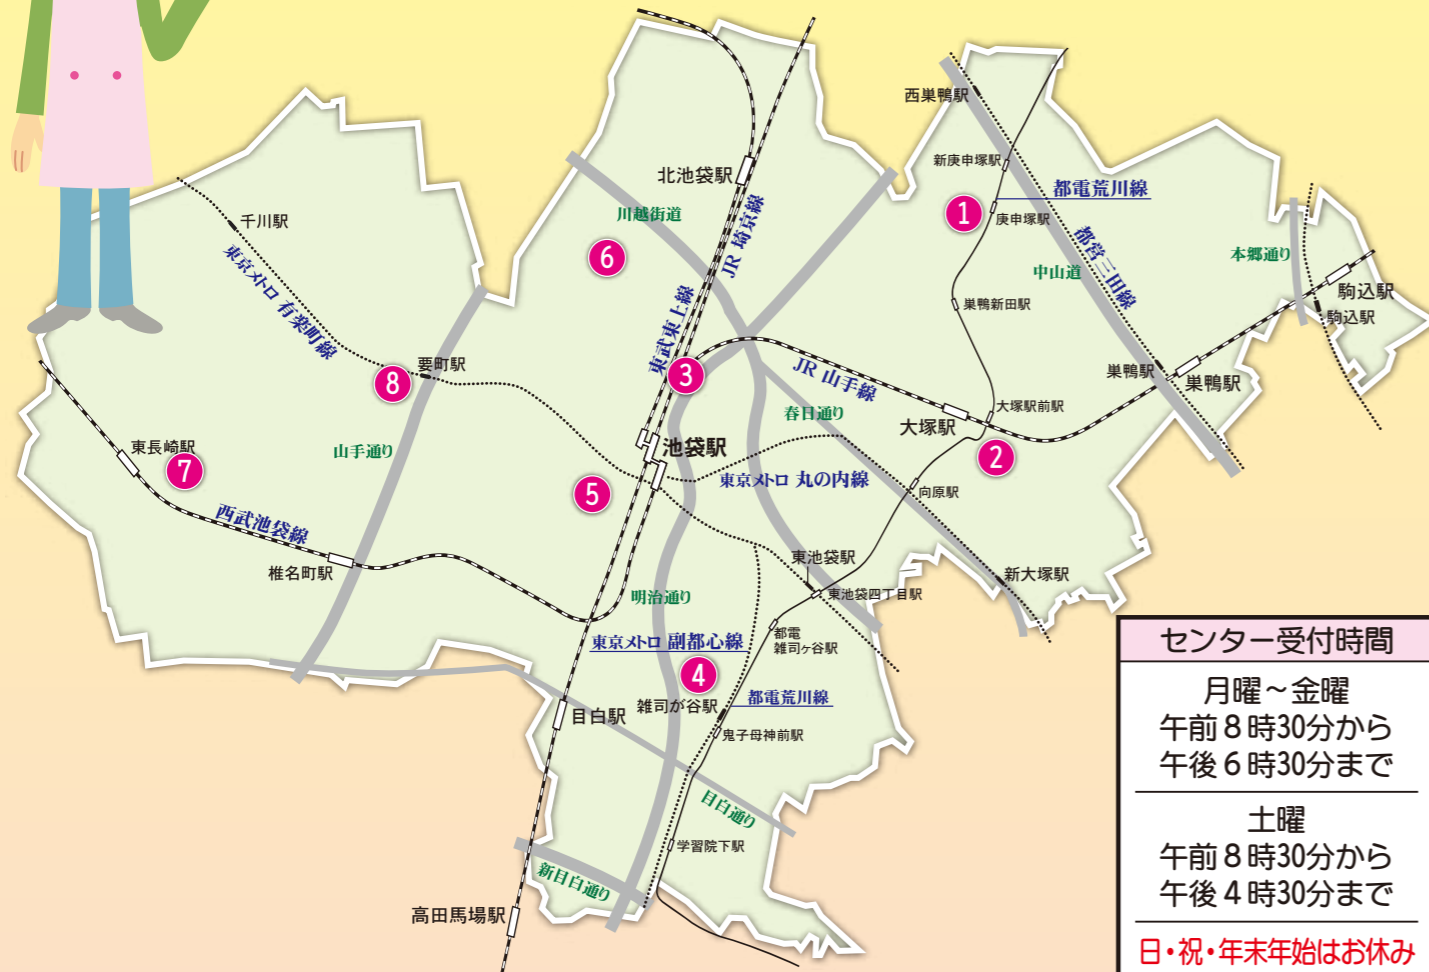 西巣鴨駅
新庚申塚駅
都電荒川線
庚申塚駅
1
都営三田線
中山道
本郷通り
駒込駅
駒込駅
巣鴨新田駅
巣鴨駅
巣鴨駅
北池袋駅
川越街道
JR 埼京線
6
東武東上線
3
JR 山手線
春日通り
大塚駅前駅
大塚駅
2
千川駅
東京メトロ 有楽町線
要町駅
8
山手通り
東長崎駅
7
西武池袋線
椎名町駅
池袋駅
5
東京メトロ 丸の内線
向原駅
新大塚駅
東池袋駅
東池袋四丁目駅
明治通り
都電
雑司ヶ谷駅
東京メトロ 副都心線
4
雑司が谷駅
都電荒川線
鬼子母神前駅
目白駅
目白通り
学習院下駅
新目白通り
高田馬場駅
センター受付時間
月曜～金曜
午前8時30分から
午後6時30分まで
土曜
午前8時30分から
午後4時30分まで
日・祝・年末年始はお休み